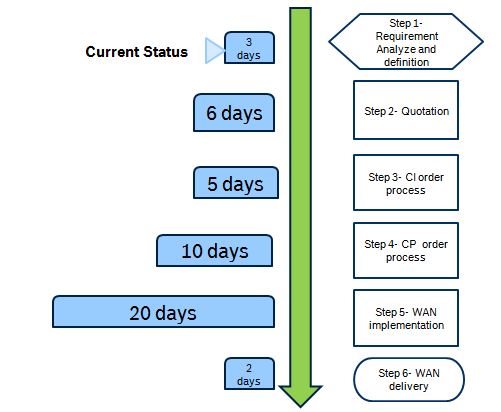 Current Status
3
days
Step 1-
Requirement
Analyze and
definition
6 days
Step 2- Quotation
5 days
Step 3- CI order
process
10 days
Step 4- CP order
process
20 days
Step 5- WAN
implementation
2
days
Step 6- WAN
delivery